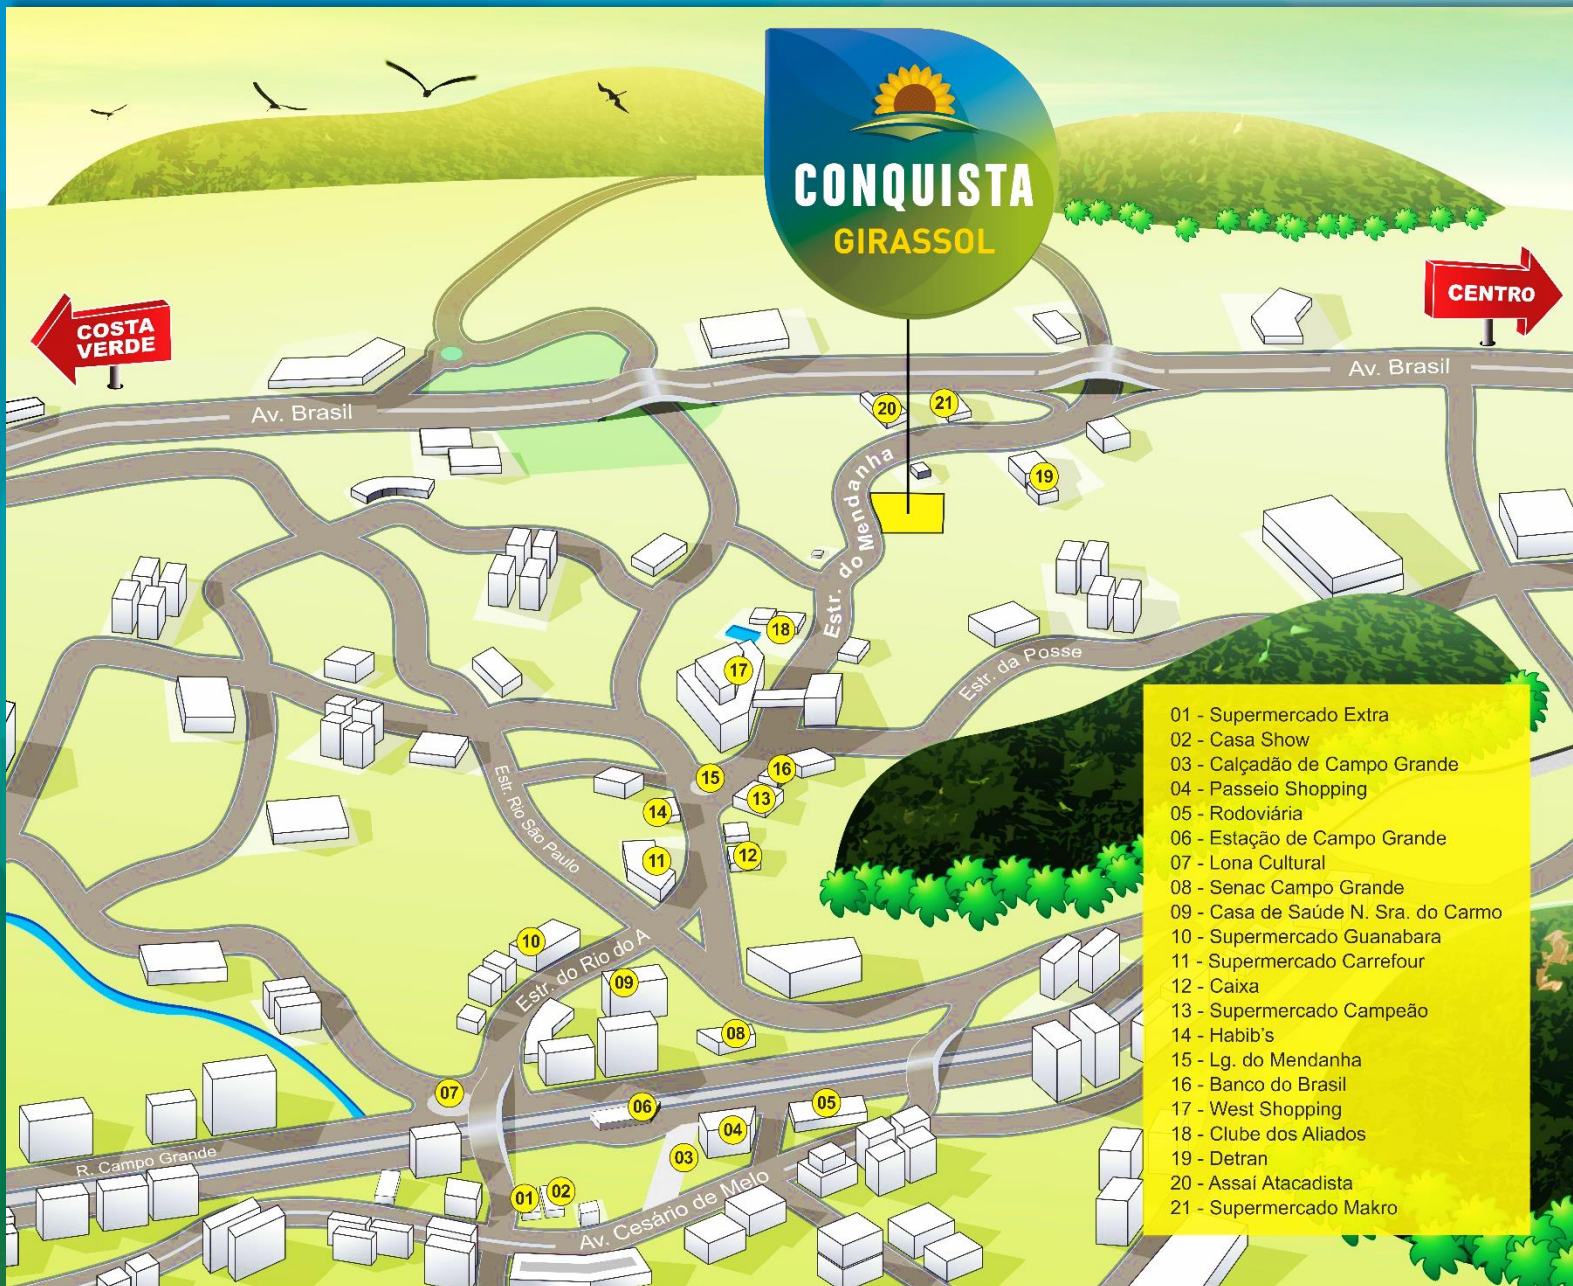 CONQUISTA
GIRASSOL
COSTA
VERDE
CENTRO
Av. Brasil
Av. Brasil
20
21
Estr. do Mendanha
19
18
17
Estr. da Posse
15
16
13
14
12
11
Estr. Rio São Paulo
10
Estr. do Rio do A
09
08
07
06
05
04
03
R. Campo Grande
01
02
Av. Cesário de Melo
01 - Supermercado Extra
02 - Casa Show
03 - Calçadão de Campo Grande
04 - Passeio Shopping
05 - Rodoviária
06 - Estação de Campo Grande
07 - Lona Cultural
08 - Senac Campo Grande
09 - Casa de Saúde N. Sra. do Carmo
10 - Supermercado Guanabara
11 - Supermercado Carrefour
12 - Caixa
13 - Supermercado Campeão
14 - Habib's
15 - Lg. do Mendanha
16 - Banco do Brasil
17 - West Shopping
18 - Clube dos Aliados
19 - Detran
20 - Assaí Atacadista
21 - Supermercado Makro